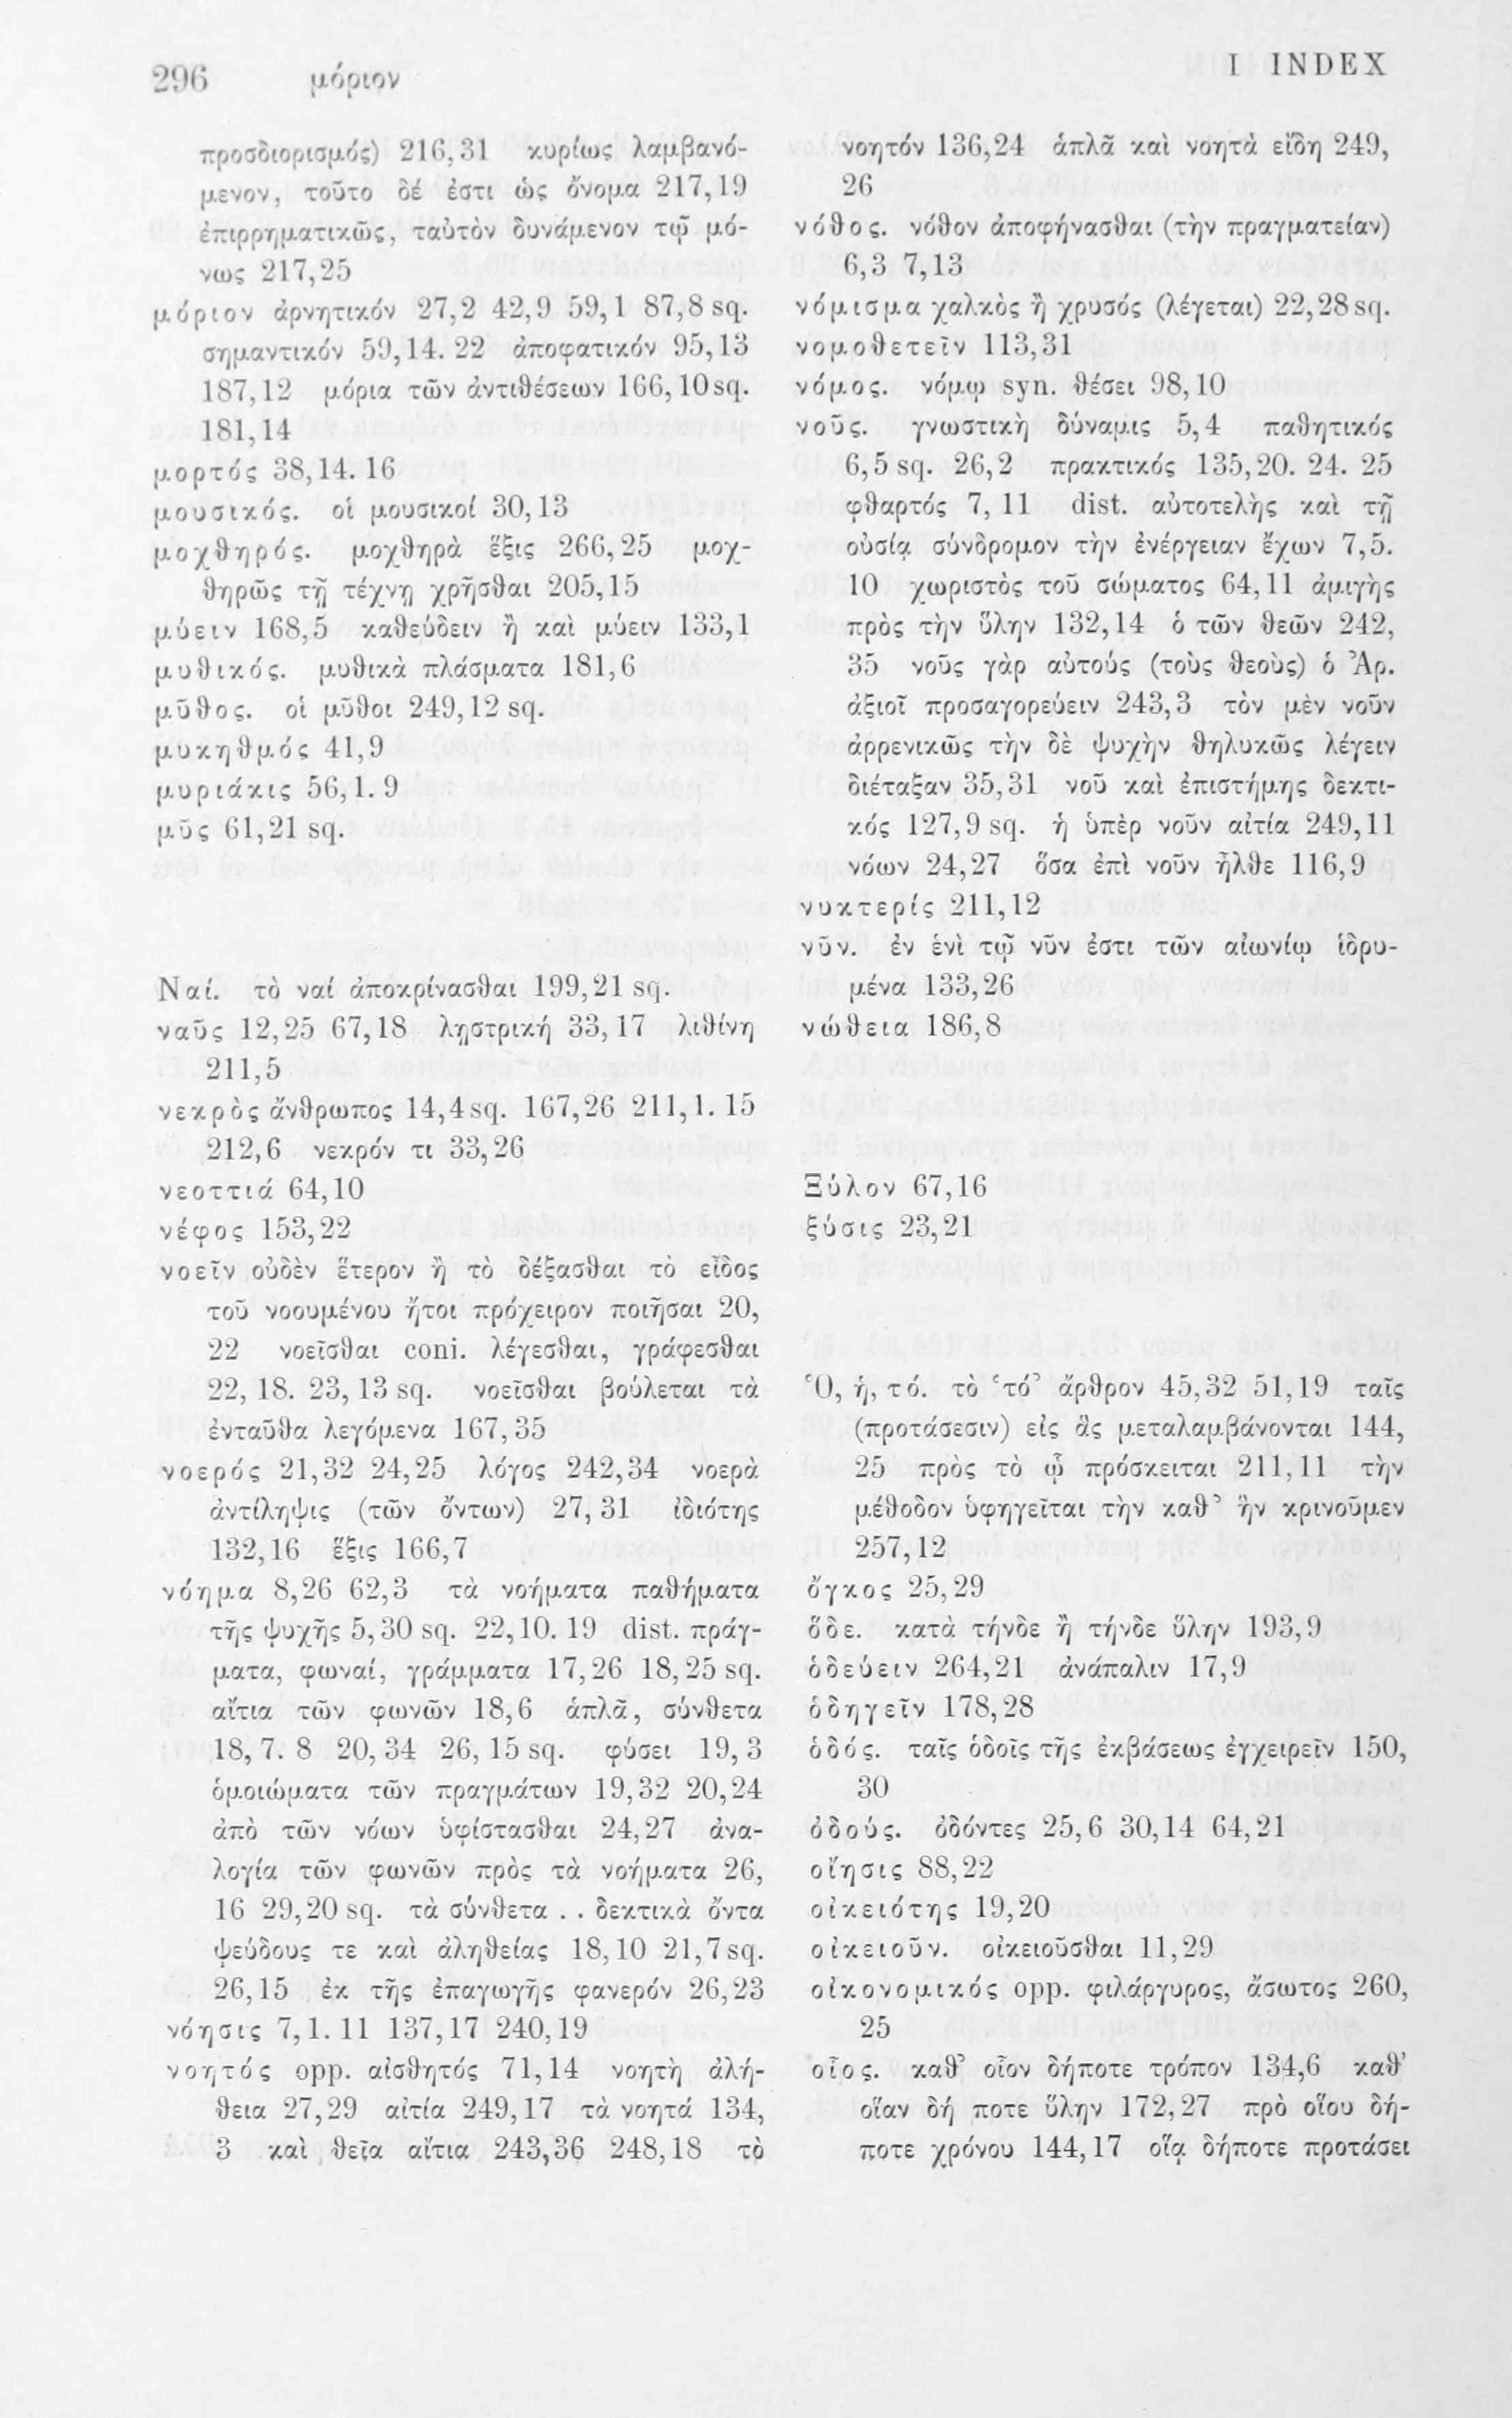 296 μόριον I INDEX
προσδιορισμός) 216,31 κυρίως λαμβανό-
μενον, τοῦτο δέ ἐστι ὡς ὄνομα 217,19
ἐπιρρηματικῶς, ταὐτὸν δυνάμενον τῷ μό-
νως 217,25
μόριον ἀρνητικόν 27,2 42,9 59,1 87,8 sq.
σημαντικόν 59,14. 22 ἀποφατικόν 95,13
187,12 μόρια τῶν ἀντιθέσεων 166,10 sq.
181,14
μορτός 38,14. 16
μουσικός. οἱ μουσικοί 30,13
μοχθηρός. μοχθηρὰ ἕξις 266,25 μοχ-
θηρῶς τῇ τέχνῃ χρῆσθαι 205,15
μύειν 168,5 καθεύδειν ἢ καὶ μύειν 133,1
μυθικός. μυθικὰ πλάσματα 181,6
μῦθος. οἱ μῦθοι 249,12 sq.
μυκηθμός 41,9
μυριάκις 56,1. 9
μῦς 61,21 sq.
Ναί. τὸ ναί ἀποκρίνασθαι 199,21 sq.
ναῦς 12,25 67,18 λῃστρική 33,17 λιθίνη
211,5
νεκρὸς ἄνθρωπος 14,4 sq. 167,26 211,1. 15
212,6 νεκρόν τι 33,26
νεοττιά 64,10
νέφος 153,22
νοεῖν οὐδὲν ἕτερον ἢ τὸ δέξασθαι τὸ εἶδος
τοῦ νοουμένου ἤτοι πρόχειρον ποιῆσαι 20,
22 νοεῖσθαι coni. λέγεσθαι, γράφεσθαι
22, 18. 23, 13 sq. νοεῖσθαι βούλεται τὰ
ἐνταῦθα λεγόμενα 167,35
νοερός 21,32 24,25 λόγος 242,34 νοερὰ
ἀντίληψις (τῶν ὄντων) 27,31 ἰδιότης
132,16 ἕξις 166,7
νόημα 8,26 62,3 τὰ νοήματα παθήματα
τῆς ψυχῆς 5,30 sq. 22,10. 19 dist. πράγ-
ματα, φωναί, γράμματα 17,26 18,25 sq.
αἴτια τῶν φωνῶν 18,6 ἁπλᾶ, σύνθετα
18, 7. 8 20, 34 26, 15 sq. φύσει 19, 3
ὁμοιώματα τῶν πραγμάτων 19,32 20,24
ἀπὸ τῶν νόων ὑφίστασθαι 24,27 ἀνα-
λογία τῶν φωνῶν πρὸς τὰ νοήματα 26,
16 29,20 sq. τὰ σύνθετα . . δεκτικὰ ὄντα
ψεύδους τε καὶ ἀληθείας 18,10 21,7 sq.
26,15 ἐκ τῆς ἐπαγωγῆς φανερόν 26,23
νόησις 7,1. 11 137,17 240,19
νοητός opp. αἰσθητός 71,14 νοητὴ ἀλή-
θεια 27,29 αἰτία 249,17 τὰ νοητά 134,
3 καὶ θεῖα αἴτια 243,36 248,18 τὸ
νοητόν 136,24 ἁπλᾶ καὶ νοητὰ εἴδη 249,
26
νόθος. νόθον ἀποφήνασθαι (τὴν πραγματείαν)
6,3 7,13
νόμισμα χαλκὸς ἢ χρυσός (λέγεται) 22,28 sq.
νομοθετεῖν 113,31
νόμος. νόμῳ syn. θέσει 98,10
νοῦς. γνωστικὴ δύναμις 5,4 παθητικός
6,5 sq. 26,2 πρακτικός 135,20. 24. 25
φθαρτός 7, 11 dist. αὐτοτελὴς καὶ τῇ
οὐσίᾳ σύνδρομον τὴν ἐνέργειαν ἔχων 7,5.
10 χωριστὸς τοῦ σώματος 64,11 ἀμιγὴς
πρὸς τὴν ὕλην 132,14 ὁ τῶν θεῶν 242,
35 νοῦς γὰρ αὐτούς (τοὺς θεοὺς) ὁ Ἀρ.
ἀξιοῖ προσαγορεύειν 243,3 τὸν μὲν νοῦν
ἀρρενικῶς τὴν δὲ ψυχὴν θηλυκῶς λέγειν
διέταξαν 35,31 νοῦ καὶ ἐπιστήμης δεκτι-
κός 127,9 sq. ἡ ὑπὲρ νοῦν αἰτία 249,11
νόων 24,27 ὅσα ἐπὶ νοῦν ἦλθε 116,9
νυκτερίς 211,12
νῦν. ἐν ἑνὶ τῷ νῦν ἐστι τῶν αἰωνίῳ ἱδρυ-
μένα 133,26
νώθεια 186,8
Ξύλον 67,16
ξύσις 23,21
Ὁ, ἡ, τό. τὸ ‘τό’ ἄρθρον 45,32 51,19 ταῖς
(προτάσεσιν) εἰς ἃς μεταλαμβάνονται 144,
25 πρὸς τὸ ᾧ πρόσκειται 211,11 τὴν
μέθοδον ὑφηγεῖται τὴν καθ’ ἣν κρινοῦμεν
257,12
ὄγκος 25,29
ὅδε. κατὰ τήνδε ἢ τήνδε ὕλην 193,9
ὁδεύειν 264,21 ἀνάπαλιν 17,9
ὁδηγεῖν 178,28
ὁδός. ταῖς ὁδοῖς τῆς ἐκβάσεως ἐγχειρεῖν 150,
30
ὀδούς. ὀδόντες 25,6 30,14 64,21
οἴησις 88,22
οἰκειότης 19,20
οἰκειοῦν. οἰκειοῦσθαι 11,29
οἰκονομικός opp. φιλάργυρος, ἄσωτος 260,
25
οἷος. καθ’ οἷον δήποτε τρόπον 134,6 καθ’
οἵαν δή ποτε ὕλην 172,27 πρὸ οἵου δή-
ποτε χρόνου 144,17 οἵᾳ δήποτε προτάσει